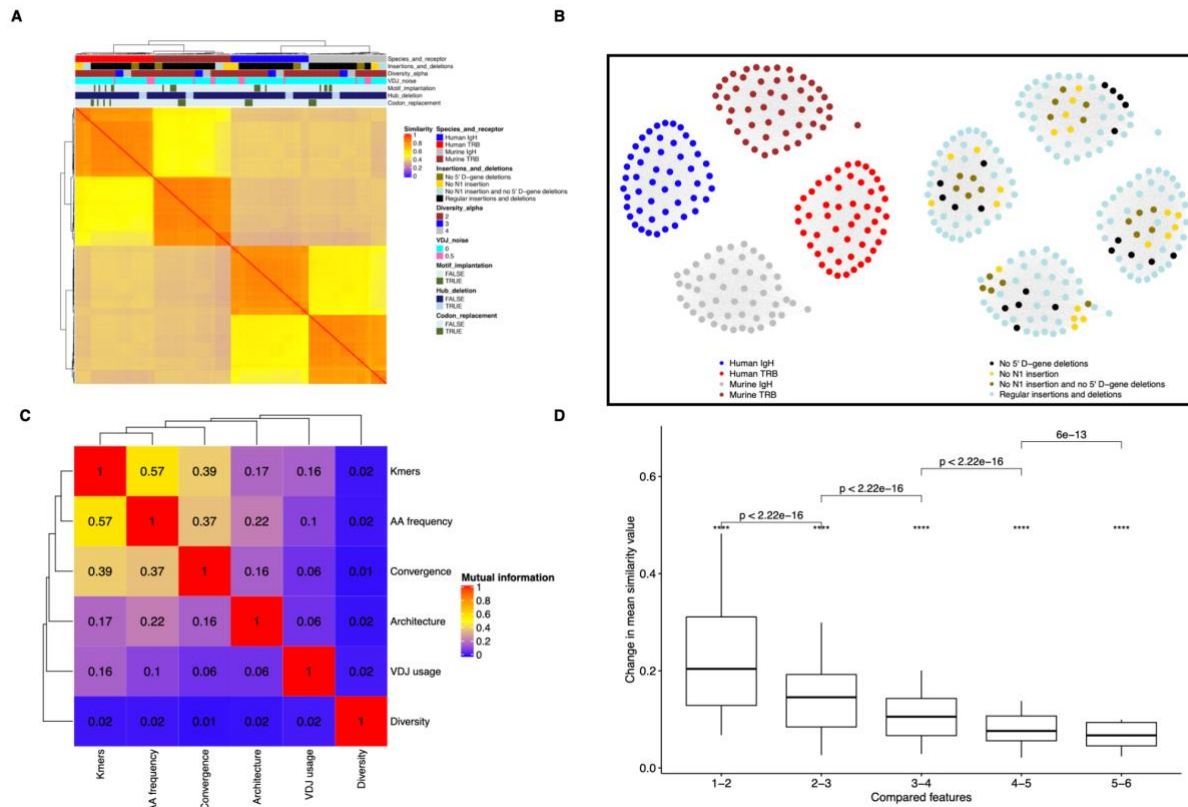 A
Species_and_receptor
Insertions_and_deletions
Diversity_alpha
VDJ_noise
Motif_implantation
Hub_deletion
Codon_replacement
Similarity
1
0.8
0.6
0.4
0.2
0
Species_and_receptor
Human IgH
Human TRB
Murine IgH
Murine TRB
Insertions_and_deletions
No 5' D-gene deletions
No N1 insertion
No N1 insertion and no 5' D-gene deletions
Regular insertions and deletions
Diversity_alpha
2
3
4
VDJ_noise
0
0.5
Motif_implantation
FALSE
TRUE
Hub_deletion
FALSE
TRUE
Codon_replacement
FALSE
TRUE
B
Human IgH
Human TRB
Murine IgH
Murine TRB
No 5' D-gene deletions
No N1 insertion
No N1 insertion and no 5' D-gene deletions
Regular insertions and deletions
C
1 0.57 0.39 0.17 0.16 0.02 Kmers
0.57 1 0.37 0.22 0.1 0.02 AA frequency
0.39 0.37 1 0.16 0.06 0.01 Convergence
0.17 0.22 0.16 1 0.06 0.02 Architecture
0.16 0.1 0.06 0.06 1 0.02 VDJ usage
0.02 0.02 0.01 0.02 0.02 1 Diversity
Kmers
AA frequency
Convergence
Architecture
VDJ usage
Diversity
Mutual information
1
0.8
0.6
0.4
0.2
0
D
Change in mean similarity value
0.6
0.4
0.2
0.0
6e−13
p < 2.22e−16
p < 2.22e−16
p < 2.22e−16
**** **** **** **** ****
1−2 2−3 3−4 4−5 5−6
Compared features